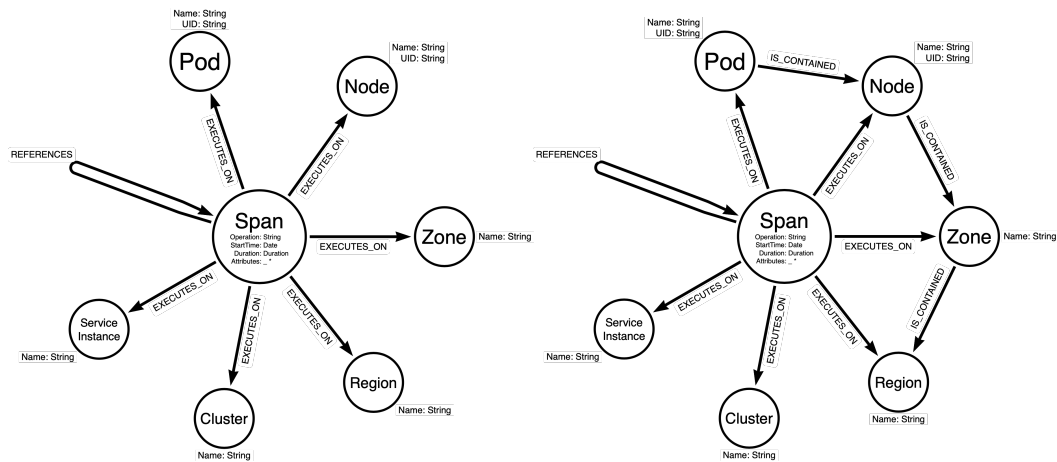 Name: String
UID: String
Pod
Name: String
UID: String
Node
EXECUTES_ON
EXECUTES_ON
REFERENCES
Span
Operation: String
StartTime: Date
Duration: Duration
Attributes: _ *
EXECUTES_ON
Zone
Name: String
EXECUTES_ON
Service
Instance
Name: String
EXECUTES_ON
Cluster
Name: String
EXECUTES_ON
Region
Name: String
Name: String
UID: String
Pod
IS_CONTAINED
Name: String
UID: String
Node
EXECUTES_ON
EXECUTES_ON
IS_CONTAINED
REFERENCES
Span
Operation: String
StartTime: Date
Duration: Duration
Attributes: _ *
EXECUTES_ON
Zone
Name: String
EXECUTES_ON
Service
Instance
Name: String
EXECUTES_ON
Cluster
Name: String
EXECUTES_ON
IS_CONTAINED
Region
Name: String